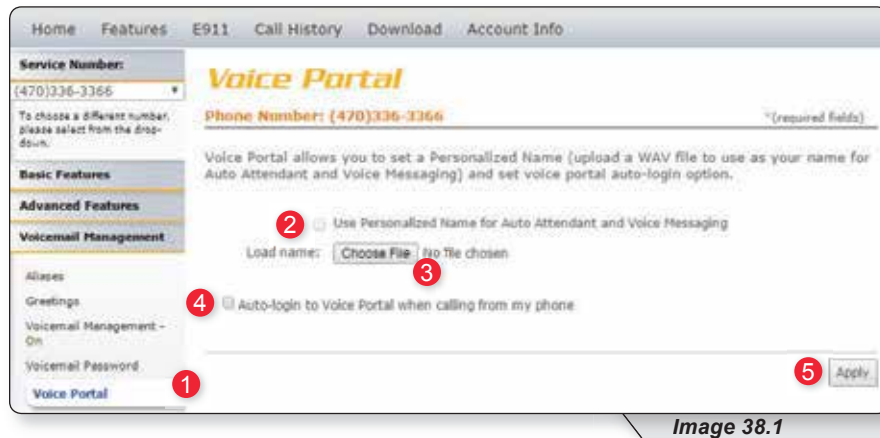 Home Features E911 Call History Download Account Info
Service Number:
(470)336-3366
To choose a different number,
please select from the drop-
down.
Basic Features
Advanced Features
Voicemail Management
Aliases
Greetings
Voicemail Management -
On
Voicemail Password
Voice Portal
1
Voice Portal
Phone Number: (470)336-3366 *(required fields)
Voice Portal allows you to set a Personalized Name (upload a WAV file to use as your name for
Auto Attendant and Voice Messaging) and set voice portal auto-login option.
2 Use Personalized Name for Auto Attendant and Voice Messaging
Load name: Choose File No file chosen
3
4 Auto-login to Voice Portal when calling from my phone
5 Apply
Image 38.1